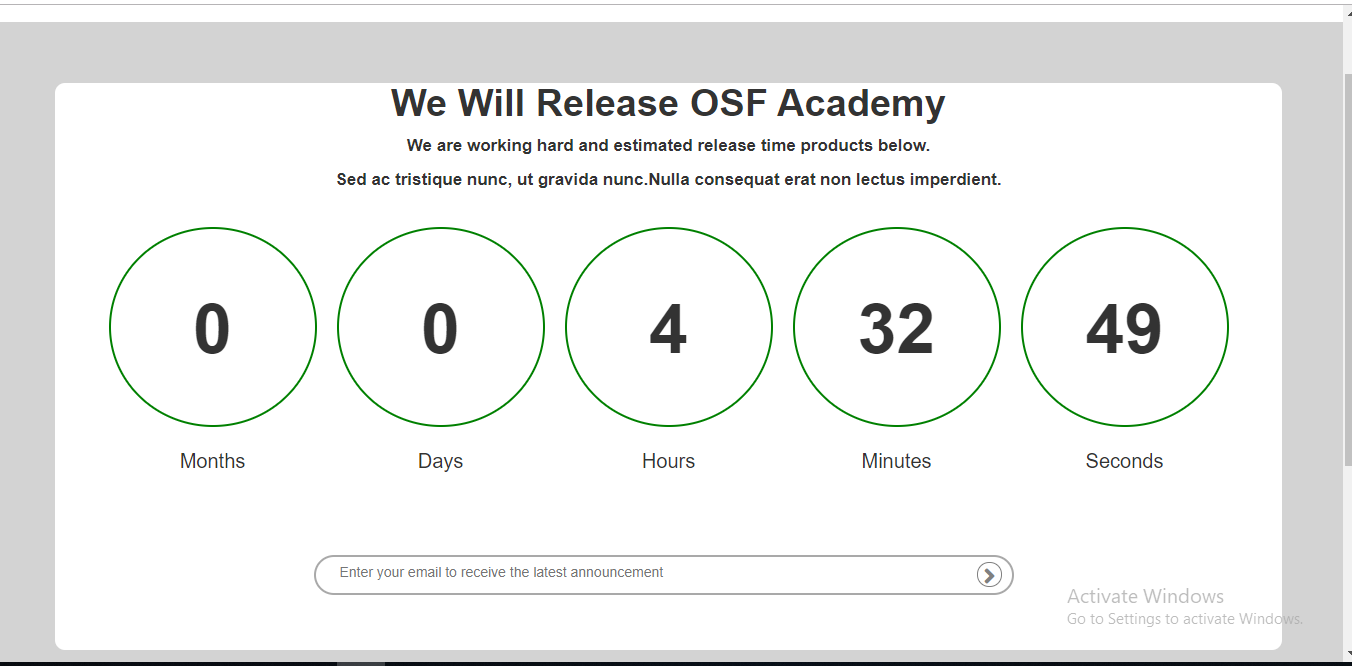 We Will Release OSF Academy
We are working hard and estimated release time products below.
Sed ac tristique nunc, ut gravida nunc.Nulla consequat erat non lectus imperdient.
0 0 4 32 49
Months Days Hours Minutes Seconds
Enter your email to receive the latest announcement
Activate Windows
Go to Settings to activate Windows.